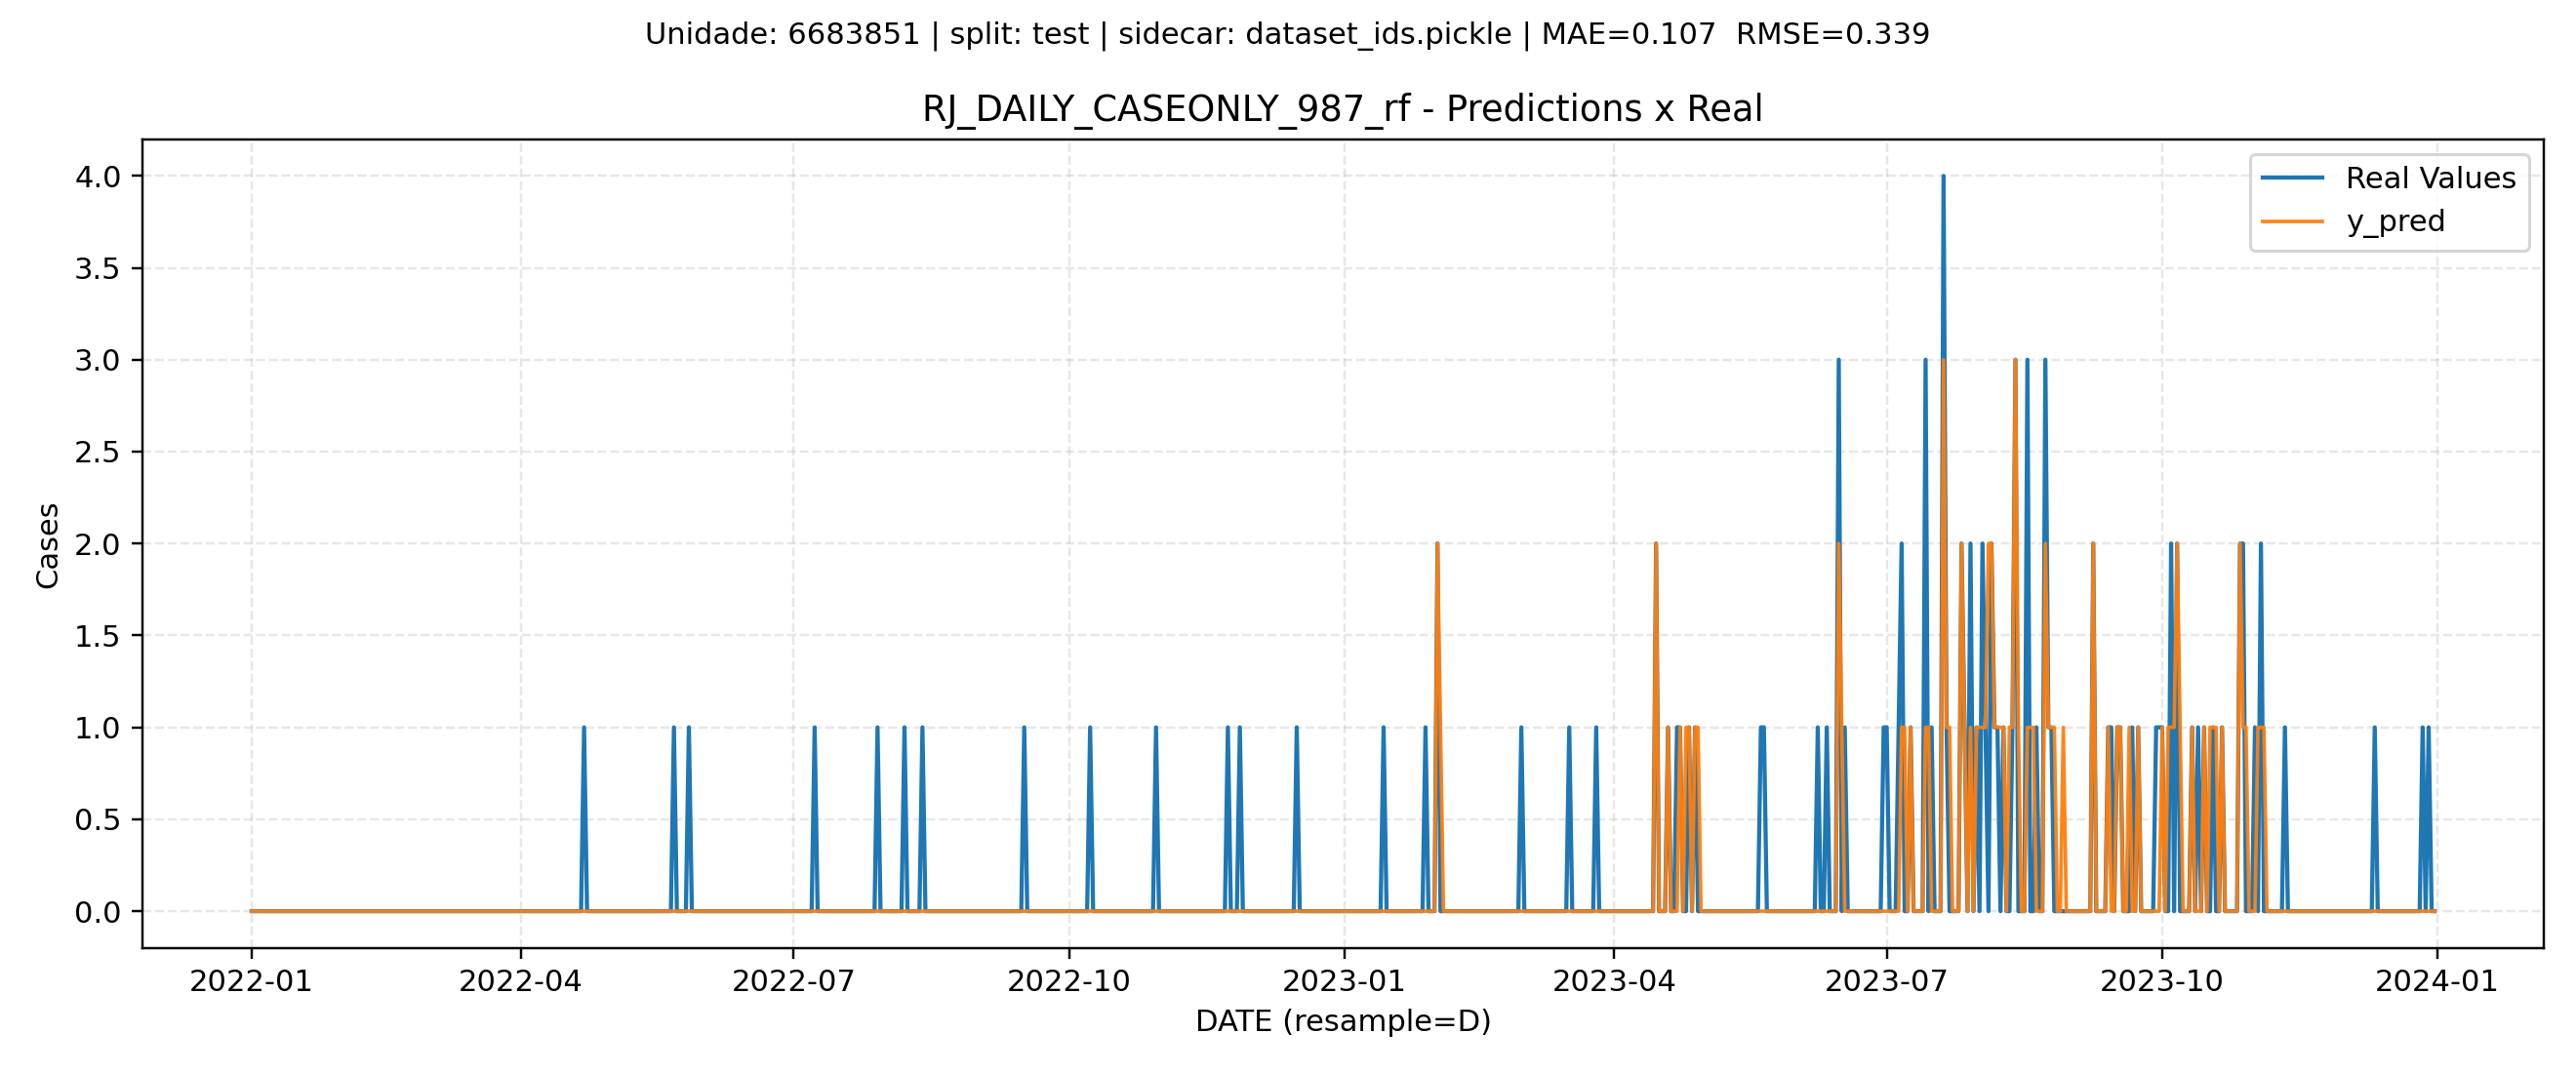 Unidade: 6683851 | split: test | sidecar: dataset_ids.pickle | MAE=0.107  RMSE=0.339
RJ_DAILY_CASEONLY_987_rf - Predictions x Real
Real Values
y_pred
4.0
3.5
3.0
2.5
2.0
1.5
1.0
0.5
0.0
Cases
2022-01 2022-04 2022-07 2022-10 2023-01 2023-04 2023-07 2023-10 2024-01
DATE (resample=D)